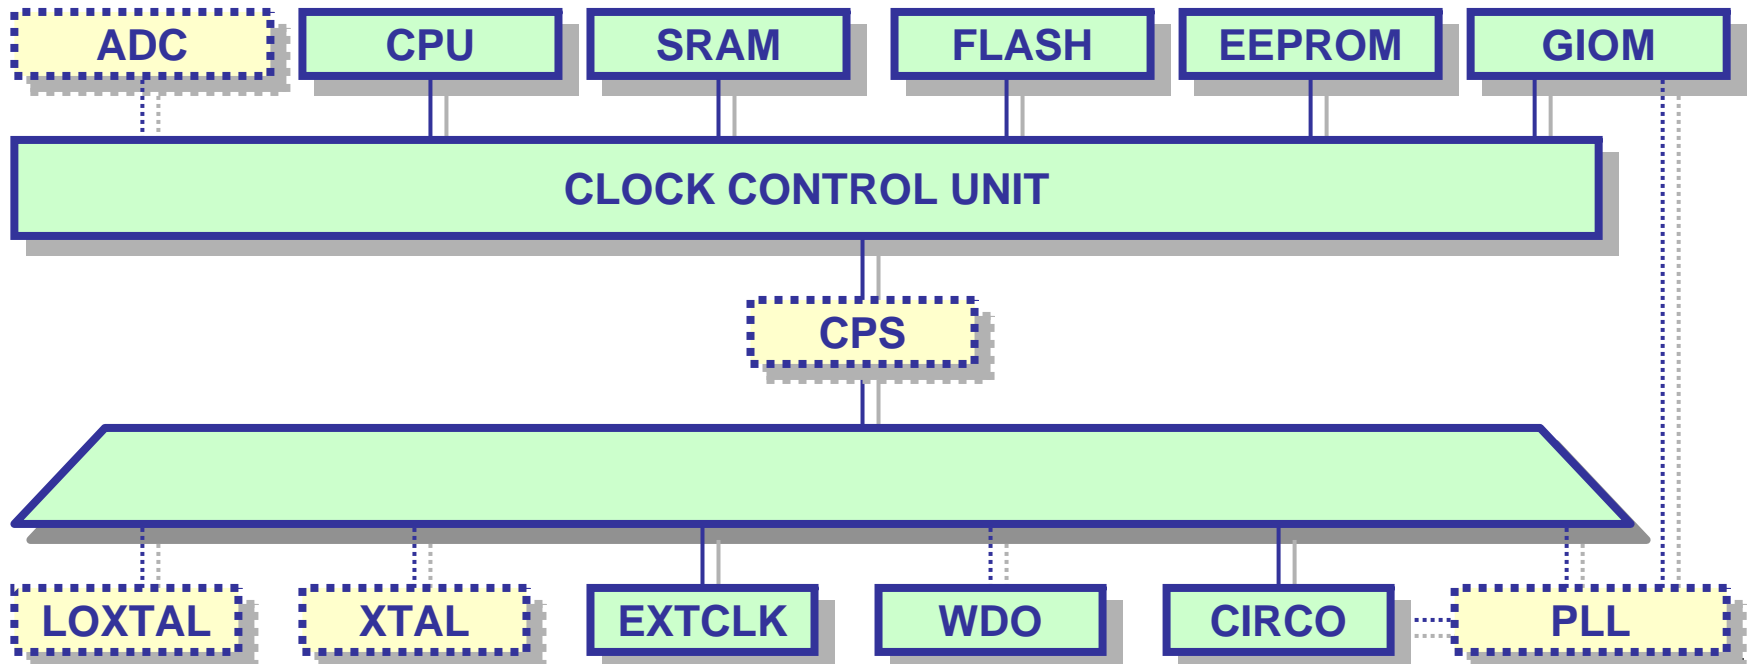 ADC
CPU
SRAM
FLASH
EEPROM
GIOM
CLOCK CONTROL UNIT
CPS
LOXTAL
XTAL
EXTCLK
WDO
CIRCO
PLL